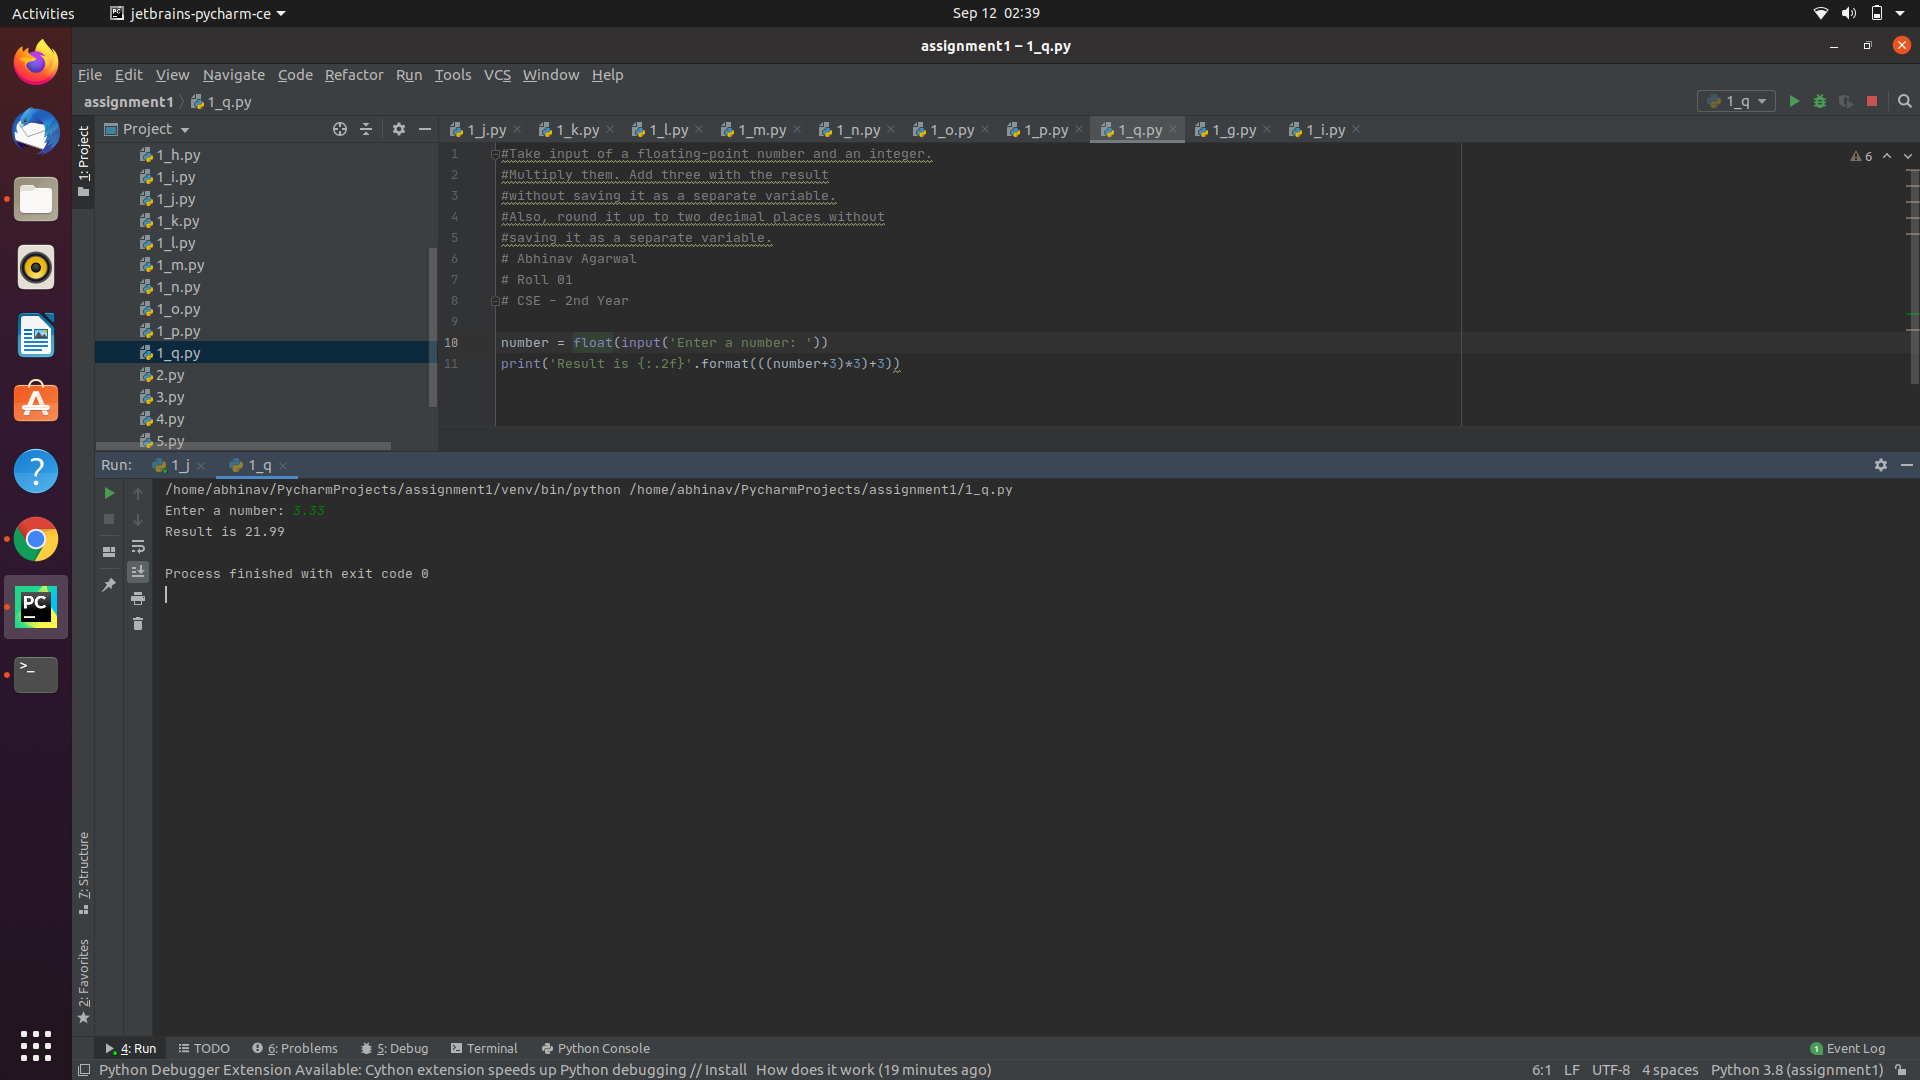 Activities jetbrains-pycharm-ce Sep 12 02:39
assignment1 – 1_q.py
File Edit View Navigate Code Refactor Run Tools VCS Window Help
assignment1 1_q.py 1_q
1: Project
Project
1_j.py 1_k.py 1_l.py 1_m.py 1_n.py 1_o.py 1_p.py 1_q.py 1_g.py 1_i.py
1_h.py
1_i.py
1_j.py
1_k.py
1_l.py
1_m.py
1_n.py
1_o.py
1_p.py
1_q.py
2.py
3.py
4.py
5.py
6
1 #Take input of a floating-point number and an integer.
2 #Multiply them. Add three with the result
3 #without saving it as a separate variable.
4 #Also, round it up to two decimal places without
5 #saving it as a separate variable.
6 # Abhinav Agarwal
7 # Roll 01
8 # CSE - 2nd Year
9
10 number = float(input('Enter a number: '))
11 print('Result is {:.2f}'.format(((number+3)*3)+3))
Run: 1_j 1_q
/home/abhinav/PycharmProjects/assignment1/venv/bin/python /home/abhinav/PycharmProjects/assignment1/1_q.py
Enter a number: 3.33
Result is 21.99
Process finished with exit code 0
PC
>_
?
7: Structure
2: Favorites
4: Run TODO 6: Problems 5: Debug Terminal Python Console 1 Event Log
Python Debugger Extension Available: Cython extension speeds up Python debugging // Install How does it work (19 minutes ago) 6:1 LF UTF-8 4 spaces Python 3.8 (assignment1)